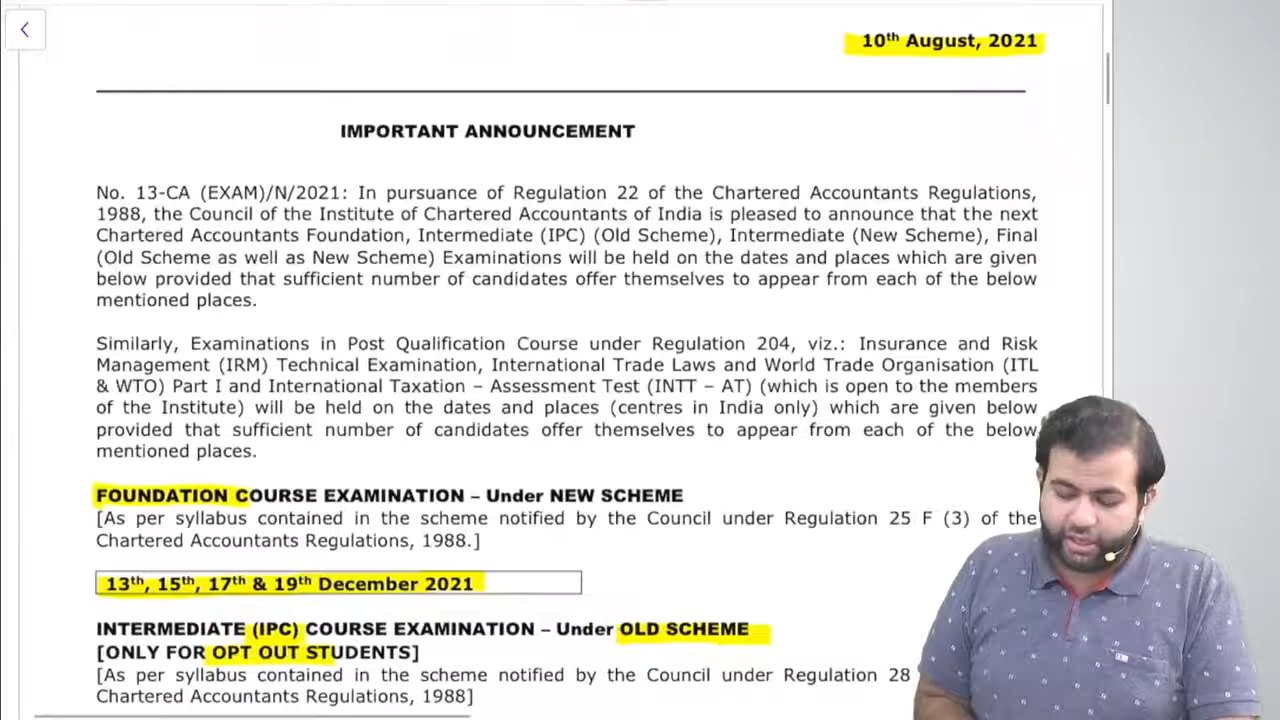 10th August, 2021
IMPORTANT ANNOUNCEMENT
No. 13-CA (EXAM)/N/2021: In pursuance of Regulation 22 of the Chartered Accountants Regulations,
1988, the Council of the Institute of Chartered Accountants of India is pleased to announce that the next
Chartered Accountants Foundation, Intermediate (IPC) (Old Scheme), Intermediate (New Scheme), Final
(Old Scheme as well as New Scheme) Examinations will be held on the dates and places which are given
below provided that sufficient number of candidates offer themselves to appear from each of the below
mentioned places.
Similarly, Examinations in Post Qualification Course under Regulation 204, viz.: Insurance and Risk
Management (IRM) Technical Examination, International Trade Laws and World Trade Organisation (ITL
& WTO) Part I and International Taxation – Assessment Test (INTT – AT) (which is open to the members
of the Institute) will be held on the dates and places (centres in India only) which are given below
provided that sufficient number of candidates offer themselves to appear from each of the below
mentioned places.
FOUNDATION COURSE EXAMINATION – Under NEW SCHEME
[As per syllabus contained in the scheme notified by the Council under Regulation 25 F (3) of the
Chartered Accountants Regulations, 1988.]
13th, 15th, 17th & 19th December 2021
INTERMEDIATE (IPC) COURSE EXAMINATION – Under OLD SCHEME
[ONLY FOR OPT OUT STUDENTS]
[As per syllabus contained in the scheme notified by the Council under Regulation 28
Chartered Accountants Regulations, 1988]